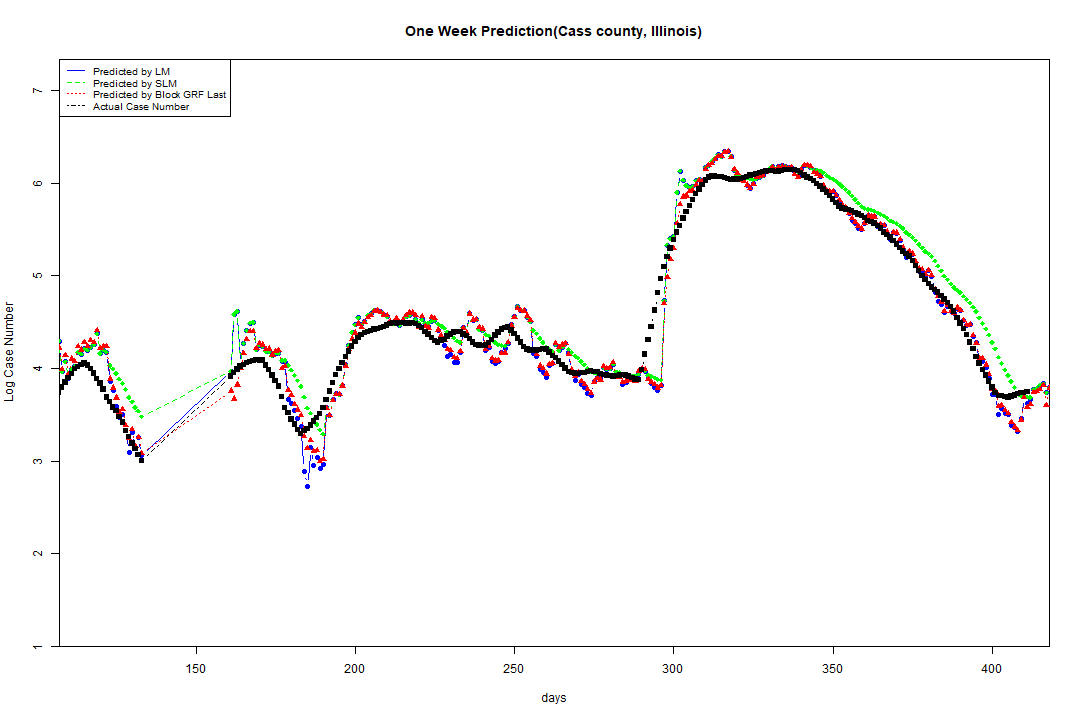 One Week Prediction(Cass county, Illinois)
Predicted by LM
Predicted by SLM
Predicted by Block GRF Last
Actual Case Number
7
6
5
4
3
2
1
Log Case Number
150 200 250 300 350 400
days